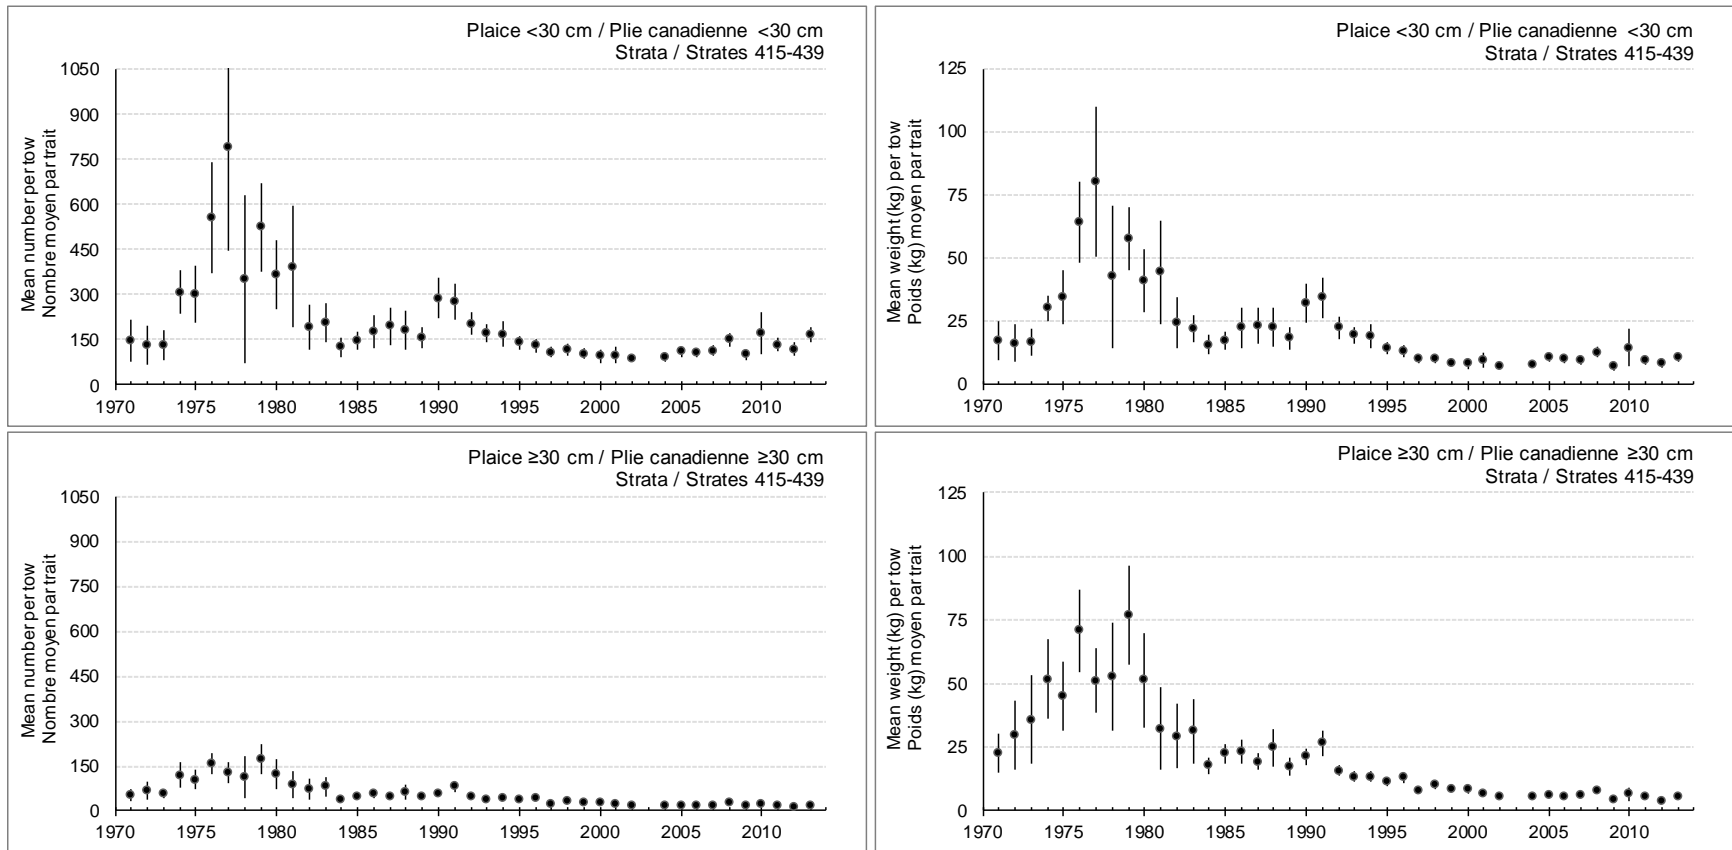 Plaice <30 cm / Plie canadienne <30 cm
Strata / Strates 415-439
Mean number per tow
Nombre moyen par trait
1050
900
750
600
450
300
150
0
1970 1975 1980 1985 1990 1995 2000 2005 2010
Plaice <30 cm / Plie canadienne <30 cm
Strata / Strates 415-439
Mean weight (kg) per tow
Poids (kg) moyen par trait
125
100
75
50
25
0
1970 1975 1980 1985 1990 1995 2000 2005 2010
Plaice ≥30 cm / Plie canadienne ≥30 cm
Strata / Strates 415-439
Mean number per tow
Nombre moyen par trait
1050
900
750
600
450
300
150
0
1970 1975 1980 1985 1990 1995 2000 2005 2010
Plaice ≥30 cm / Plie canadienne ≥30 cm
Strata / Strates 415-439
Mean weight (kg) per tow
Poids (kg) moyen par trait
125
100
75
50
25
0
1970 1975 1980 1985 1990 1995 2000 2005 2010